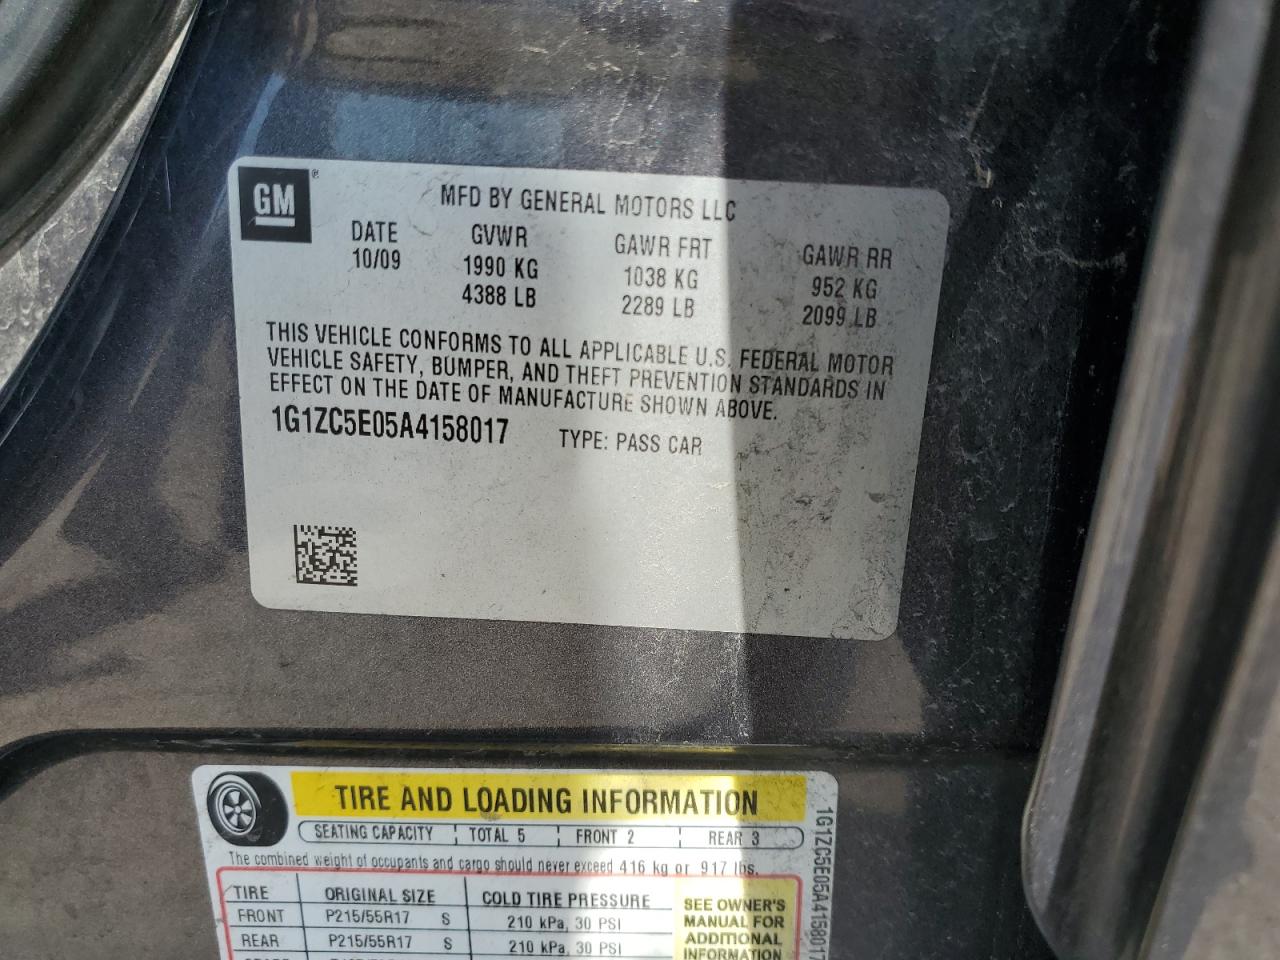 GM ®
MFD BY GENERAL MOTORS LLC
DATE GVWR GAWR FRT GAWR RR
10/09 1990 KG 1038 KG 952 KG
4388 LB 2289 LB 2099 LB
THIS VEHICLE CONFORMS TO ALL APPLICABLE U.S. FEDERAL MOTOR
VEHICLE SAFETY, BUMPER, AND THEFT PREVENTION STANDARDS IN
EFFECT ON THE DATE OF MANUFACTURE SHOWN ABOVE.
1G1ZC5E05A4158017 TYPE: PASS CAR
TIRE AND LOADING INFORMATION
SEATING CAPACITY TOTAL 5 FRONT 2 REAR 3
The combined weight of occupants and cargo should never exceed 416 kg or 917 lbs.
TIRE ORIGINAL SIZE COLD TIRE PRESSURE
FRONT P215/55R17 S 210 kPa, 30 PSI
REAR P215/55R17 S 210 kPa, 30 PSI
SEE OWNER'S
MANUAL FOR
ADDITIONAL
INFORMATION
1G1ZC5E05A4158017